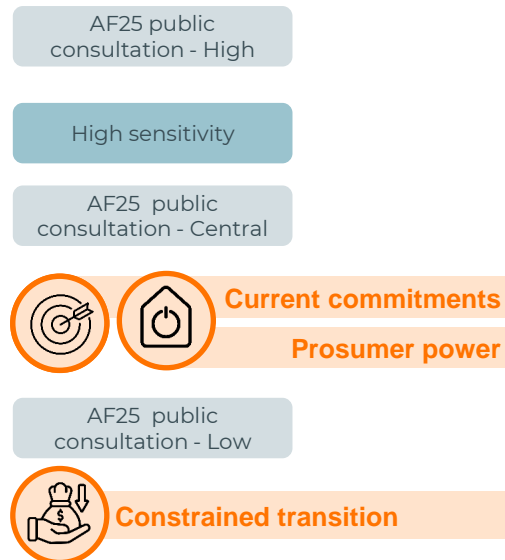 AF25 public
consultation - High
High sensitivity
AF25 public
consultation - Central
Current commitments
Prosumer power
AF25 public
consultation - Low
$
Constrained transition